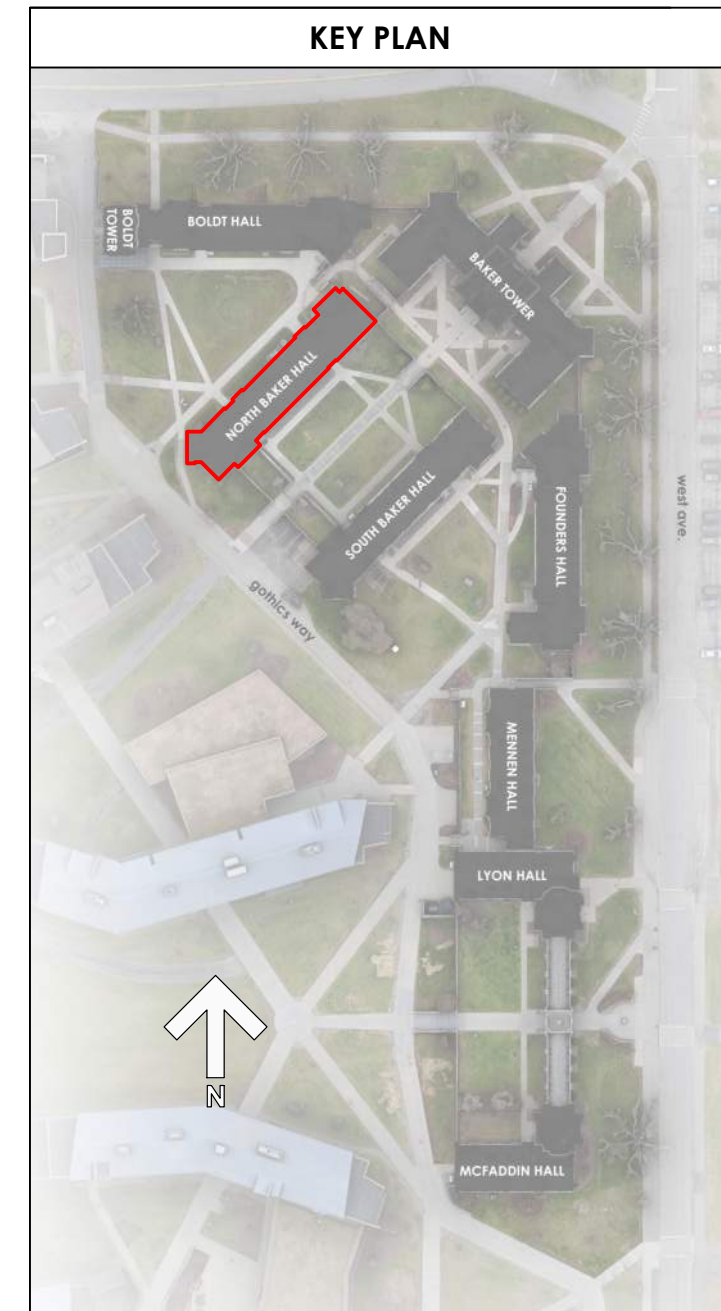 KEY PLAN
BOLDT
TOWER
BOLDT HALL
BAKER TOWER
NORTH BAKER HALL
SOUTH BAKER HALL
FOUNDERS HALL
west ave.
gothics way
MENNEN HALL
LYON HALL
N
MCFADDIN HALL